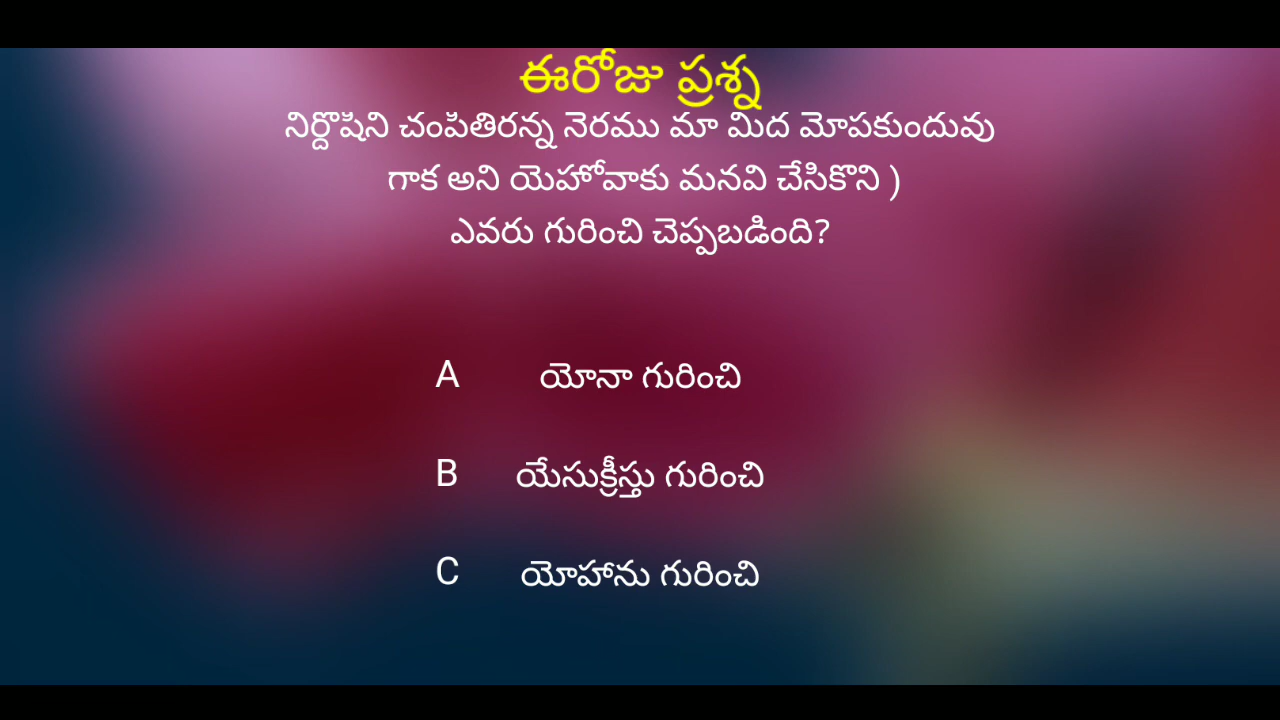 ఈరోజు ప్రశ్న
నిర్దొషిని చంపితిరన్న నెరము మా మిద మోపకుందువు
గాక అని యెహోవాకు మనవి చేసికొని )
ఎవరు గురించి చెప్పబడింది?
A యోనా గురించి
B యేసుక్రీస్తు గురించి
C యోహాను గురించి